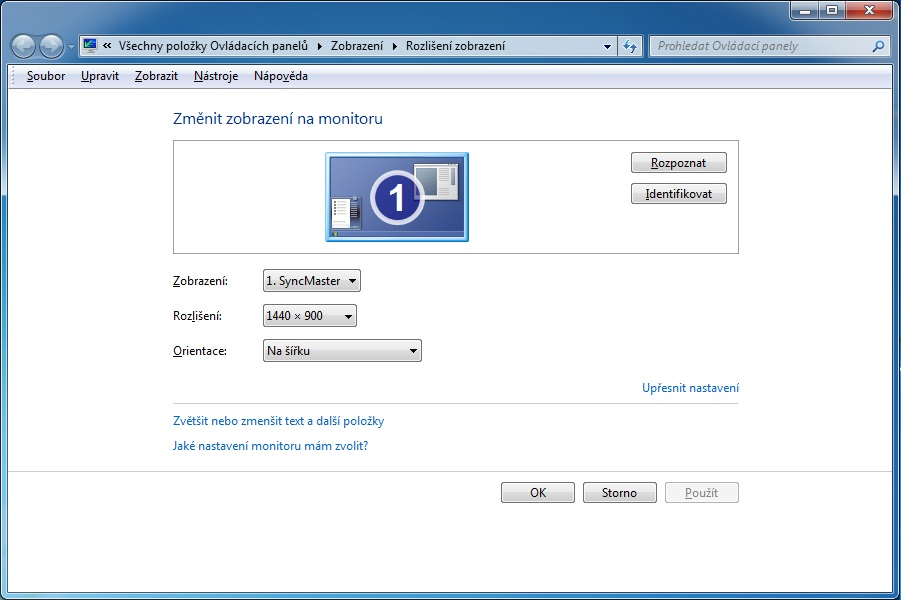 « Všechny položky Ovládacích panelů Zobrazení Rozlišení zobrazení Prohledat Ovládací panely
Soubor Upravit Zobrazit Nástroje Nápověda
Změnit zobrazení na monitoru
1
Rozpoznat
Identifikovat
Zobrazení: 1. SyncMaster
Rozlišení: 1440 × 900
Orientace: Na šířku
Upřesnit nastavení
Zvětšit nebo zmenšit text a další položky
Jaké nastavení monitoru mám zvolit?
OK Storno Použít